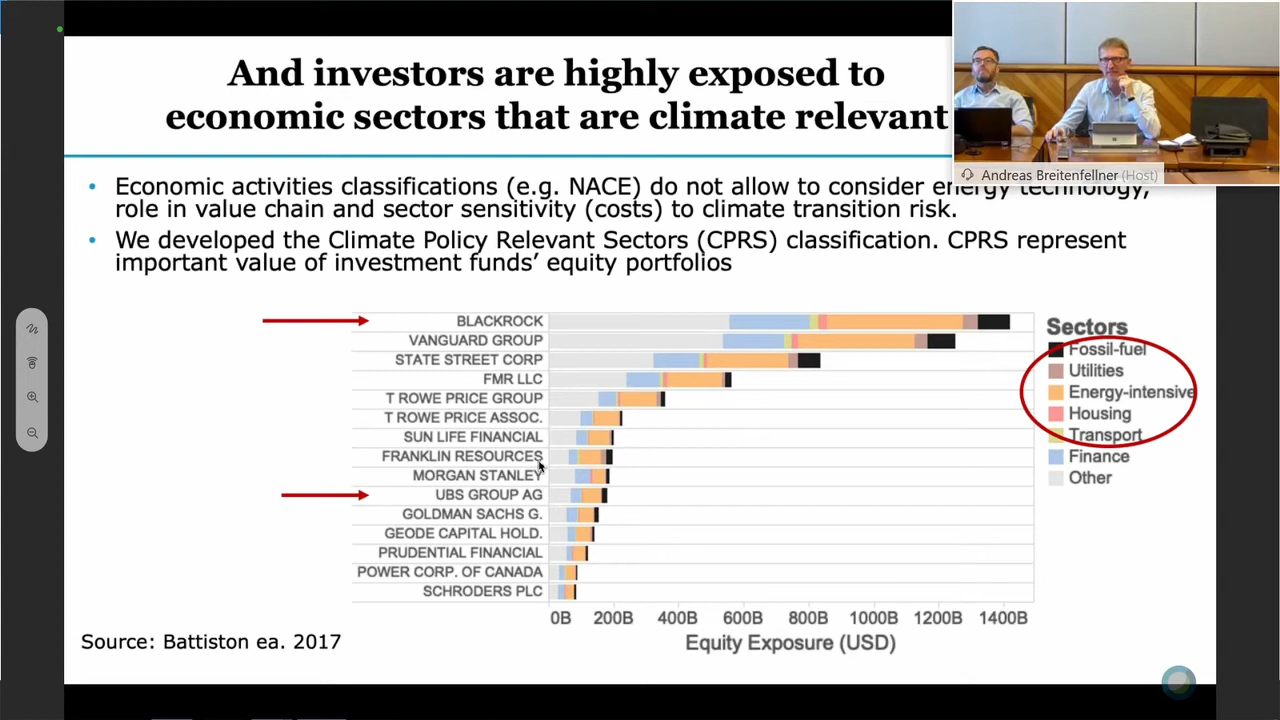 And investors are highly exposed to
economic sectors that are climate relevant
Andreas Breitenfellner (Host)
• Economic activities classifications (e.g. NACE) do not allow to consider energy technology,
role in value chain and sector sensitivity (costs) to climate transition risk.
• We developed the Climate Policy Relevant Sectors (CPRS) classification. CPRS represent
important value of investment funds’ equity portfolios
BLACKROCK
VANGUARD GROUP
STATE STREET CORP
FMR LLC
T ROWE PRICE GROUP
T ROWE PRICE ASSOC.
SUN LIFE FINANCIAL
FRANKLIN RESOURCES
MORGAN STANLEY
UBS GROUP AG
GOLDMAN SACHS G.
GEODE CAPITAL HOLD.
PRUDENTIAL FINANCIAL
POWER CORP. OF CANADA
SCHRODERS PLC
0B 200B 400B 600B 800B 1000B 1200B 1400B
Equity Exposure (USD)
Sectors
Fossil-fuel
Utilities
Energy-intensive
Housing
Transport
Finance
Other
Source: Battiston ea. 2017